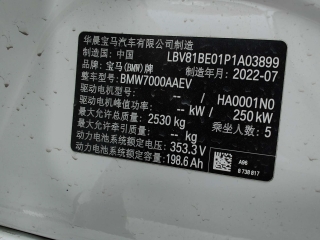 华晨宝马汽车有限公司制造
制造国：中国 LBV81BE01P1A03899
品牌：宝马(BMW)牌 制造年月：2022-07
整车型号：BMW7000AAEV
驱动电机型号： -- / HA0001N0
驱动电机峰值功率： -- kW / 250 kW
最大允许总质量： 2530 kg 乘坐人数： 5
最大允许牵引质量： -- kg
动力电池系统额定电压： 353.3 V
动力电池系统额定容量： 198.6 Ah
A96
8 738 817